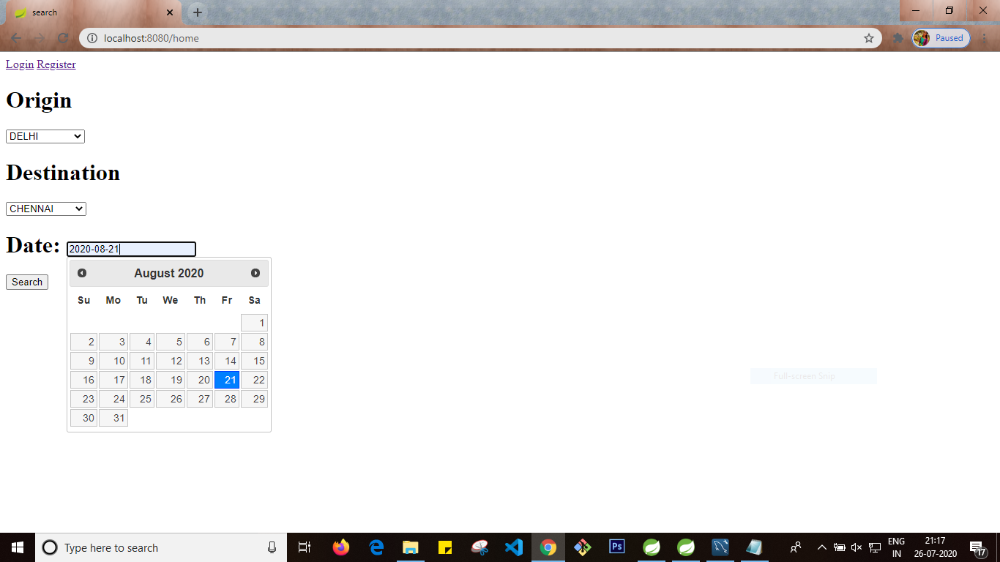 search
localhost:8080/home
Paused
Login Register
Origin
DELHI
Destination
CHENNAI
Date: 2020-08-21
August 2020
Su Mo Tu We Th Fr Sa
1
2 3 4 5 6 7 8
9 10 11 12 13 14 15
16 17 18 19 20 21 22
23 24 25 26 27 28 29
30 31
Search
Full-screen Snip
Type here to search
Ps
ENG
IN
21:17
26-07-2020
17